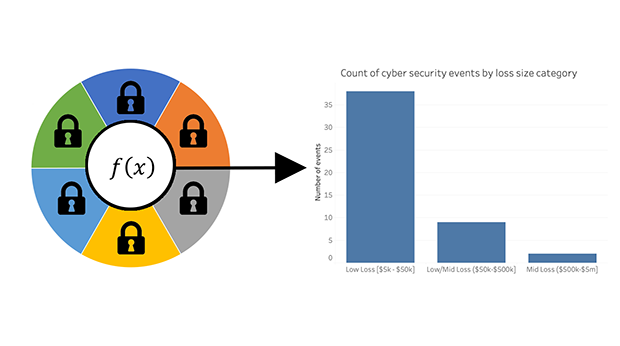 f(x)
Count of cyber security events by loss size category
Number of events
35
30
25
20
15
10
5
0
Low Loss [$5k - $50k]
Low/Mid Loss ($50k-$500k]
Mid Loss ($500k-$5m]